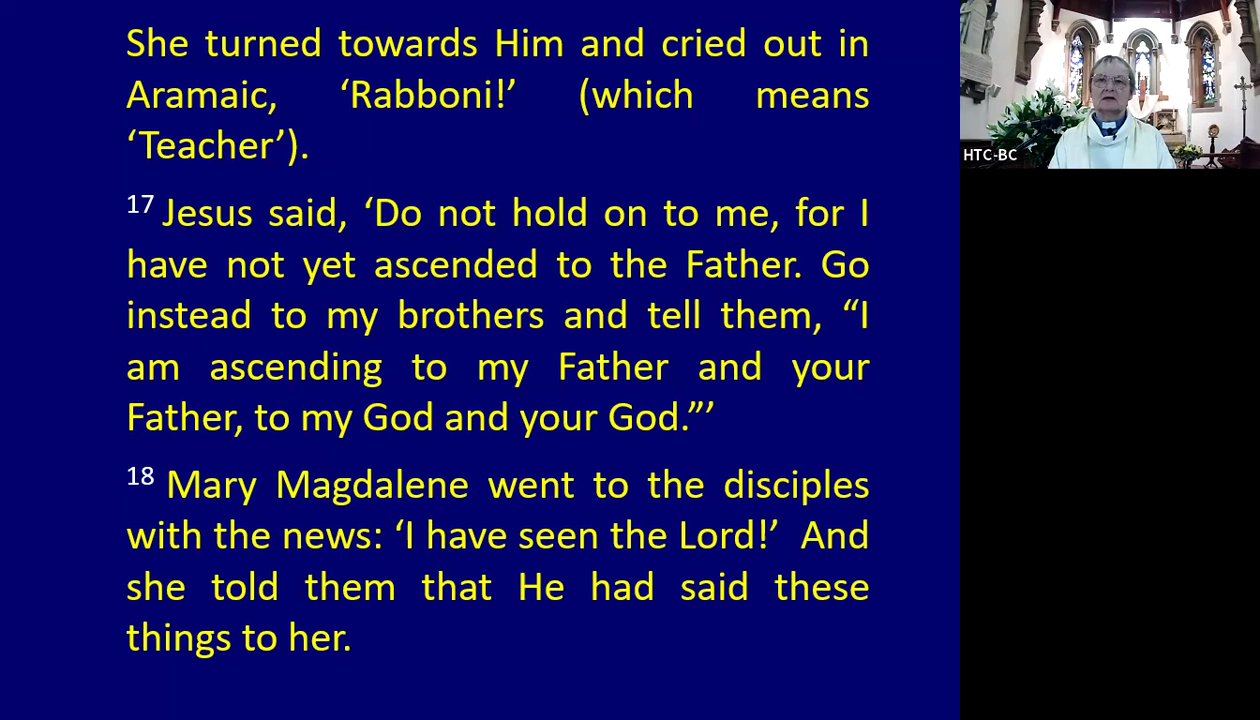 She turned towards Him and cried out in
Aramaic, ‘Rabboni!’ (which means
‘Teacher’).
17 Jesus said, ‘Do not hold on to me, for I
have not yet ascended to the Father. Go
instead to my brothers and tell them, “I
am ascending to my Father and your
Father, to my God and your God.”’
18 Mary Magdalene went to the disciples
with the news: ‘I have seen the Lord!’ And
she told them that He had said these
things to her.
HTC-BC